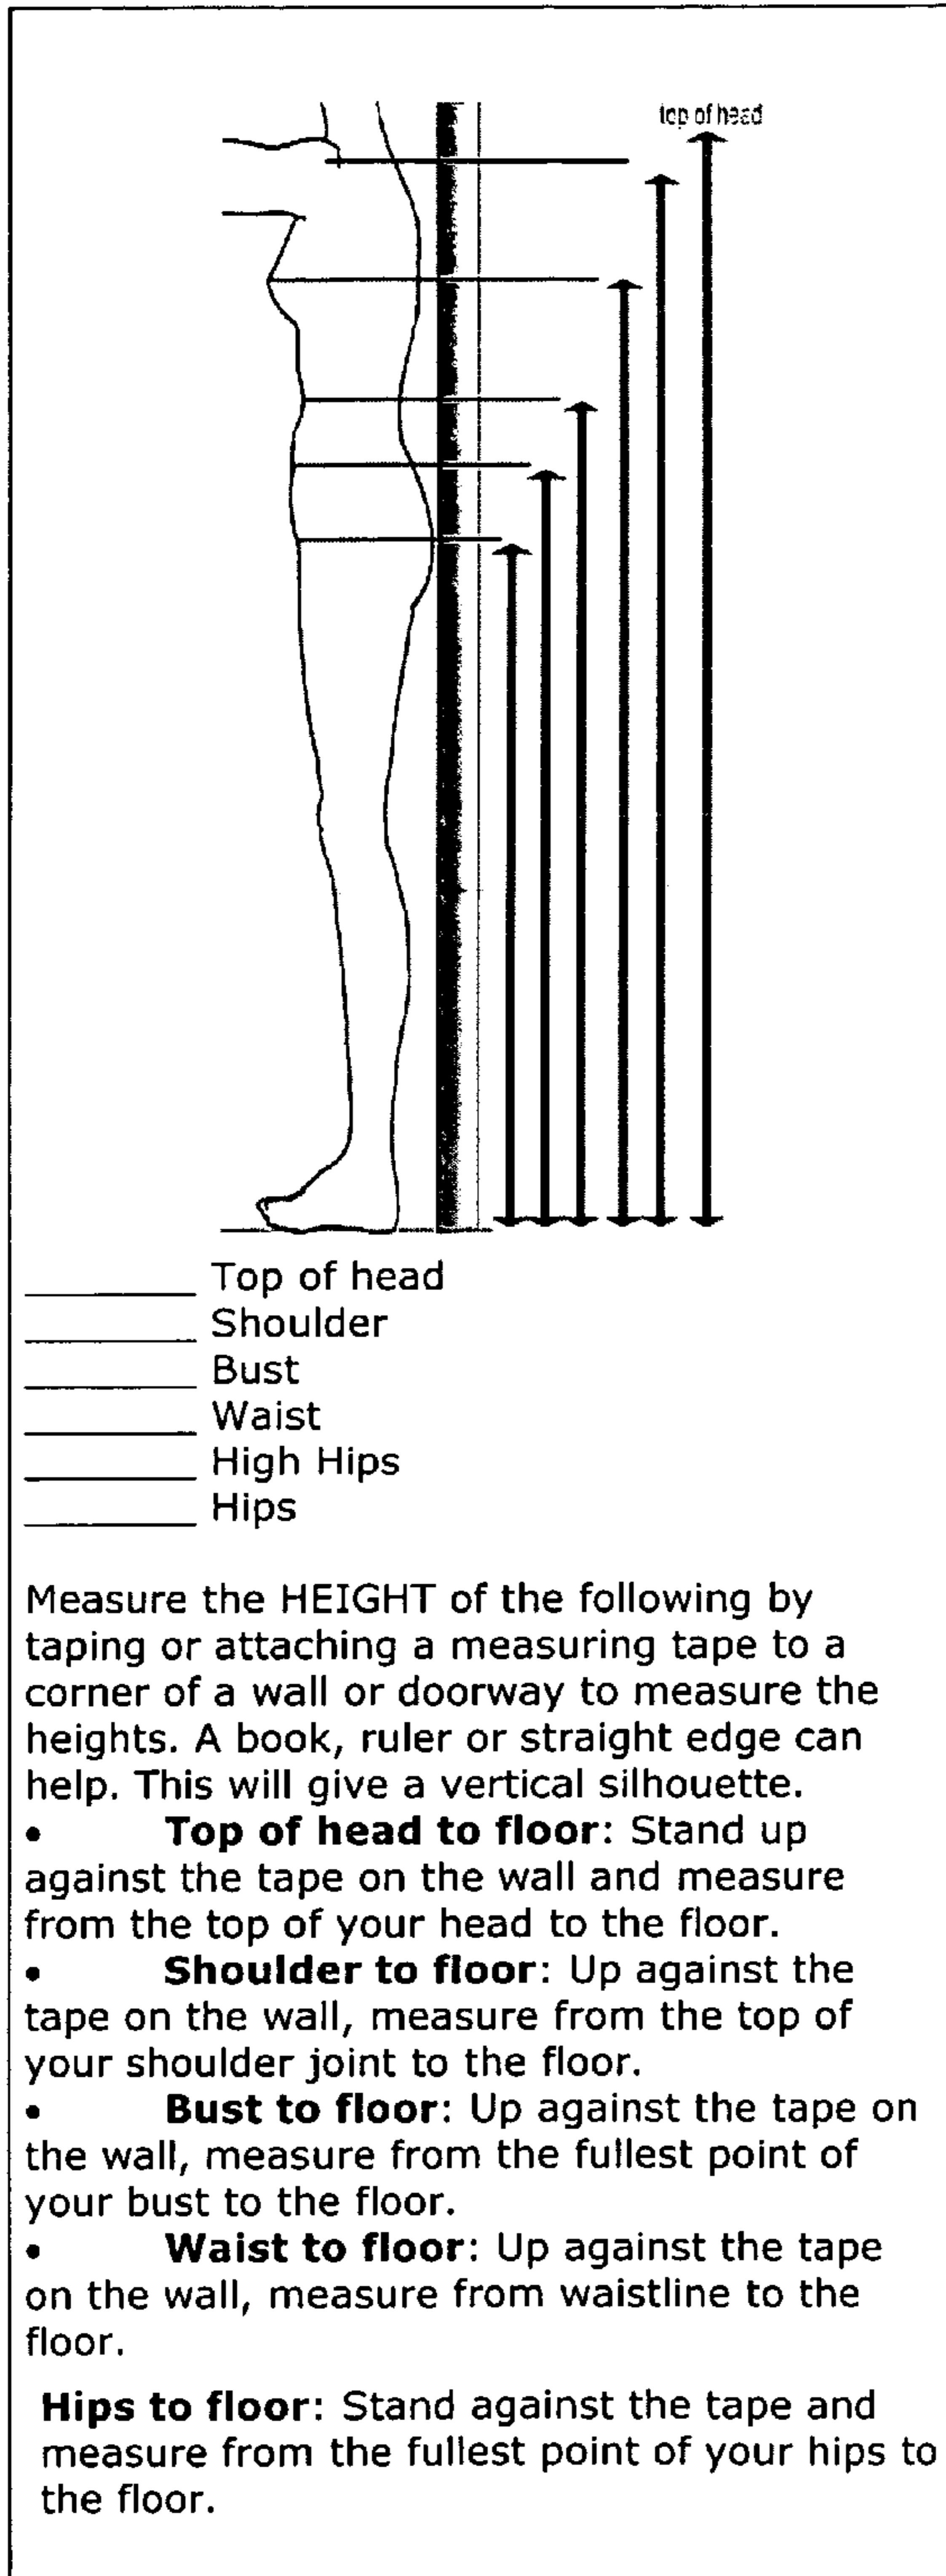 top of head
Top of head
Shoulder
Bust
Waist
High Hips
Hips
Measure the HEIGHT of the following by
taping or attaching a measuring tape to a
corner of a wall or doorway to measure the
heights. A book, ruler or straight edge can
help. This will give a vertical silhouette.
• Top of head to floor: Stand up
against the tape on the wall and measure
from the top of your head to the floor.
• Shoulder to floor: Up against the
tape on the wall, measure from the top of
your shoulder joint to the floor.
• Bust to floor: Up against the tape on
the wall, measure from the fullest point of
your bust to the floor.
• Waist to floor: Up against the tape
on the wall, measure from waistline to the
floor.
Hips to floor: Stand against the tape and
measure from the fullest point of your hips to
the floor.